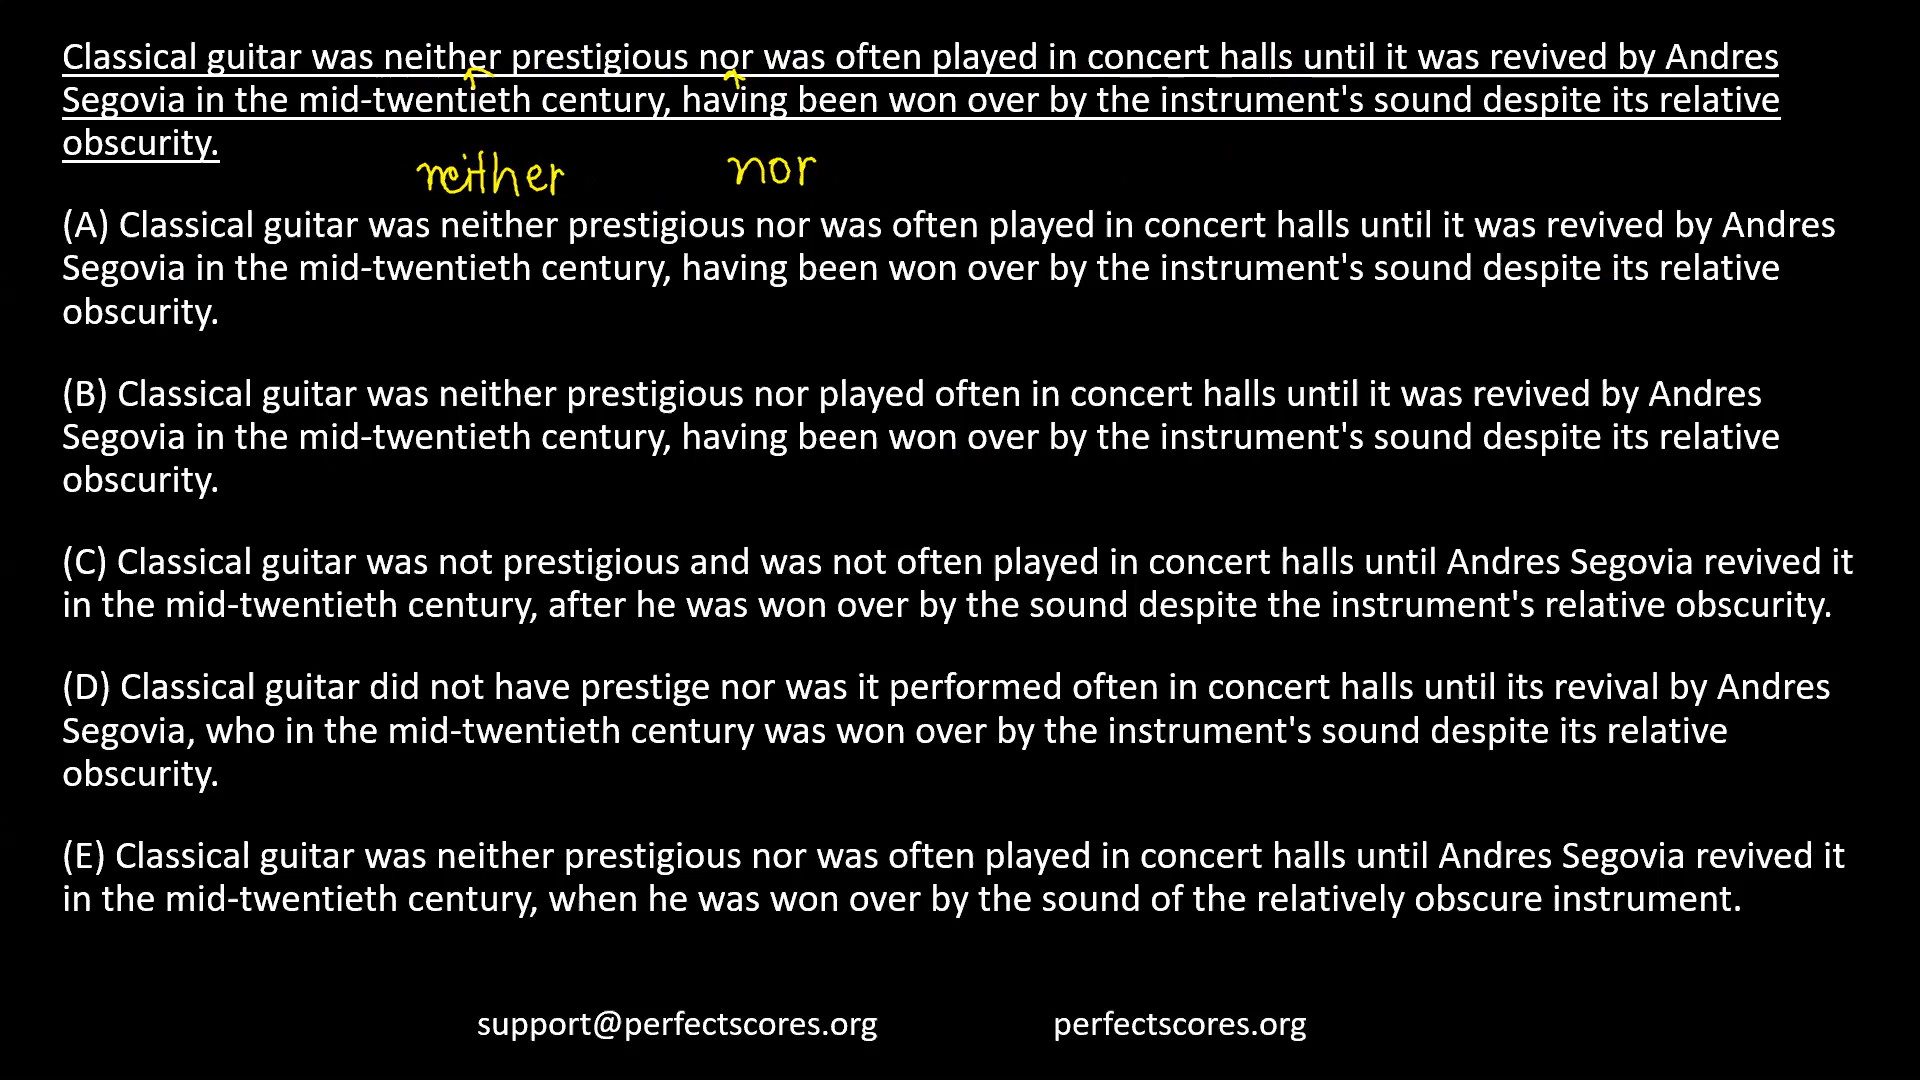 Classical guitar was neither prestigious nor was often played in concert halls until it was revived by Andres
Segovia in the mid-twentieth century, having been won over by the instrument's sound despite its relative
obscurity.
neither nor
(A) Classical guitar was neither prestigious nor was often played in concert halls until it was revived by Andres
Segovia in the mid-twentieth century, having been won over by the instrument's sound despite its relative
obscurity.
(B) Classical guitar was neither prestigious nor played often in concert halls until it was revived by Andres
Segovia in the mid-twentieth century, having been won over by the instrument's sound despite its relative
obscurity.
(C) Classical guitar was not prestigious and was not often played in concert halls until Andres Segovia revived it
in the mid-twentieth century, after he was won over by the sound despite the instrument's relative obscurity.
(D) Classical guitar did not have prestige nor was it performed often in concert halls until its revival by Andres
Segovia, who in the mid-twentieth century was won over by the instrument's sound despite its relative
obscurity.
(E) Classical guitar was neither prestigious nor was often played in concert halls until Andres Segovia revived it
in the mid-twentieth century, when he was won over by the sound of the relatively obscure instrument.
support@perfectscores.org perfectscores.org